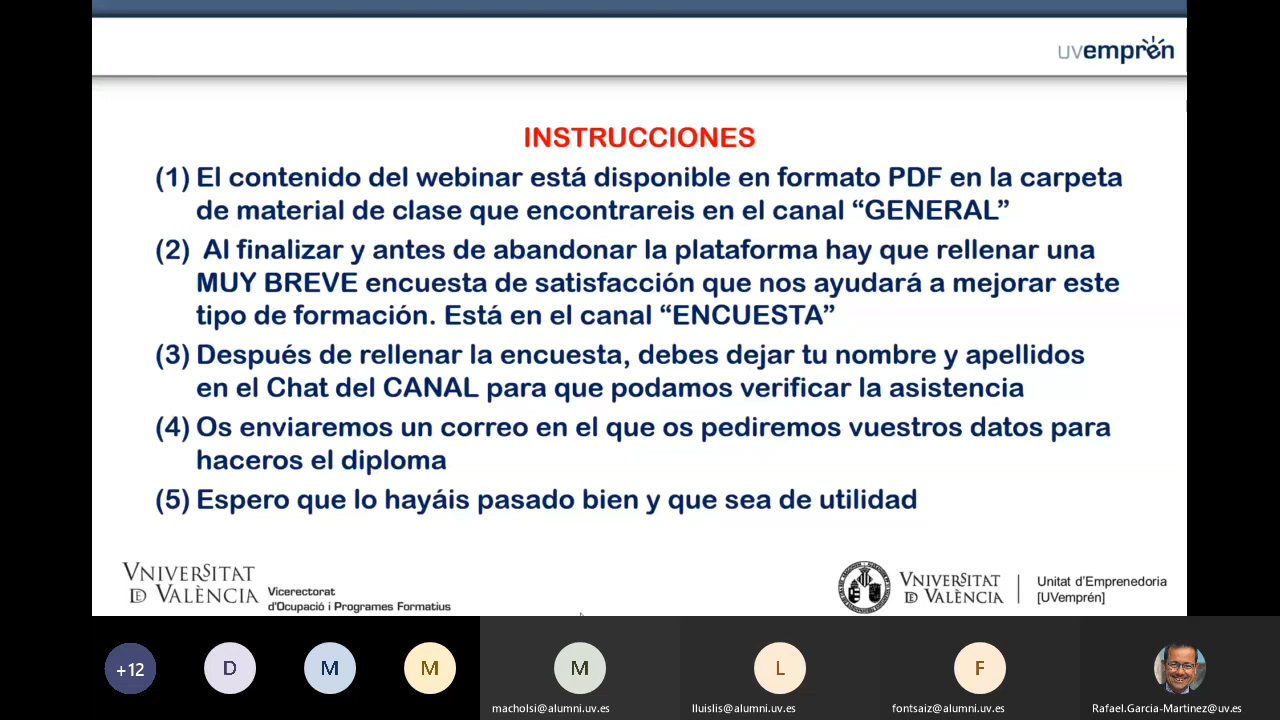 uvemprén
INSTRUCCIONES
(1) El contenido del webinar está disponible en formato PDF en la carpeta
de material de clase que encontrareis en el canal “GENERAL”
(2) Al finalizar y antes de abandonar la plataforma hay que rellenar una
MUY BREVE encuesta de satisfacción que nos ayudará a mejorar este
tipo de formación. Está en el canal “ENCUESTA”
(3) Después de rellenar la encuesta, debes dejar tu nombre y apellidos
en el Chat del CANAL para que podamos verificar la asistencia
(4) Os enviaremos un correo en el que os pediremos vuestros datos para
haceros el diploma
(5) Espero que lo hayáis pasado bien y que sea de utilidad
VNIVERSITAT
DE VALÈNCIA
Vicerectorat
d'Ocupació i Programes Formatius
VNIVERSITAT
DE VALÈNCIA
Unitat d'Emprenedoria
[UVemprén]
+12
D
M
M
M
L
F
macholsi@alumni.uv.es
lluislis@alumni.uv.es
fontsaiz@alumni.uv.es
Rafael.Garcia-Martinez@uv.es